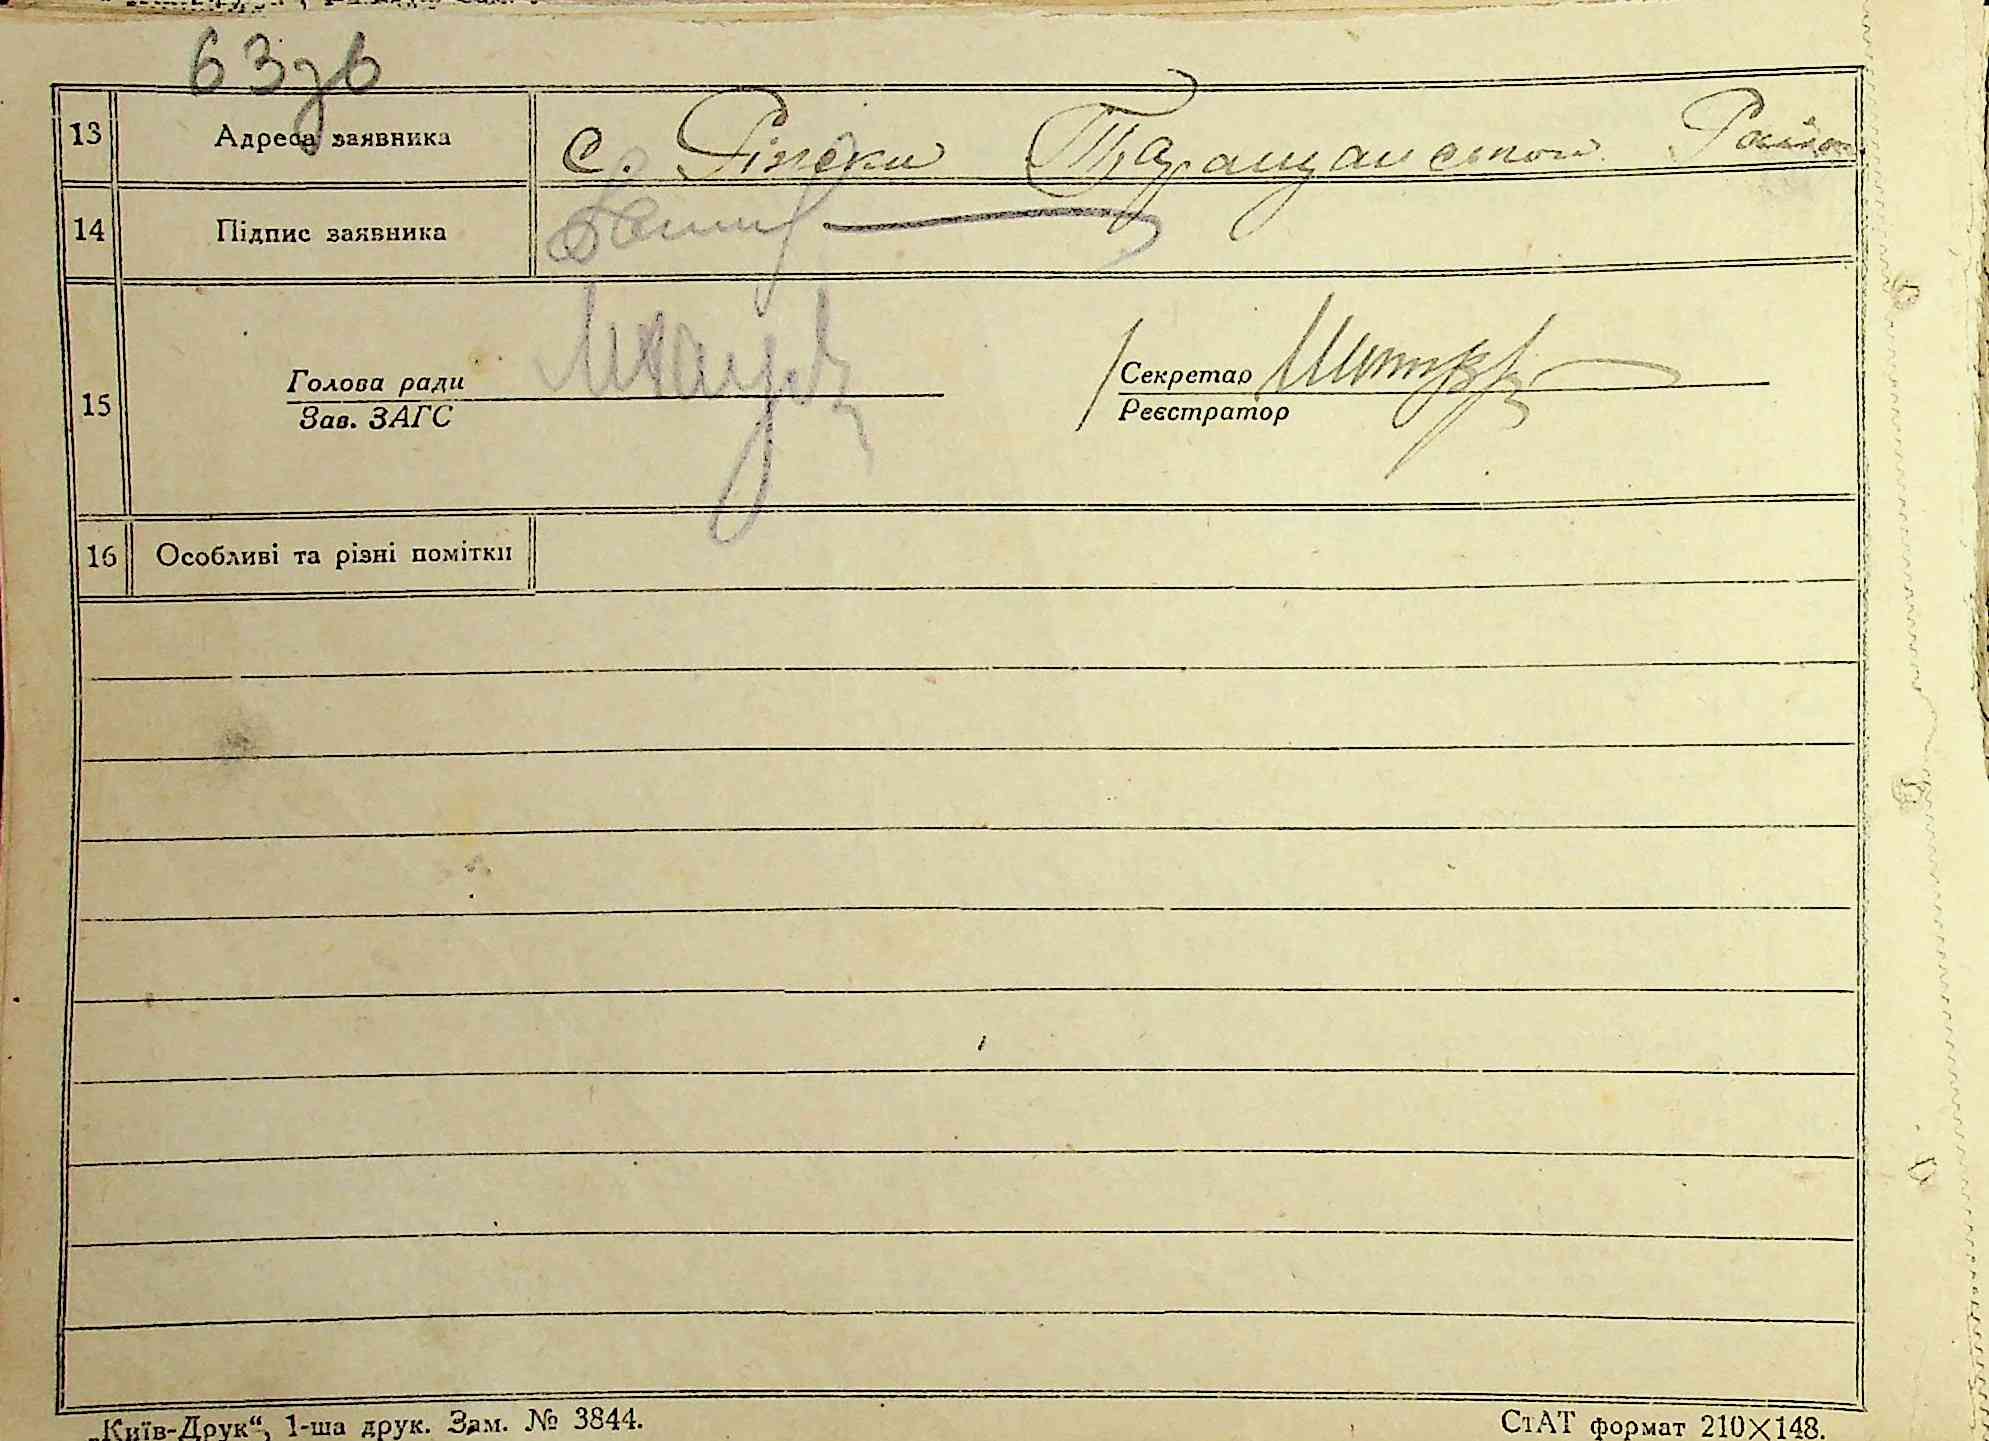 63зв
13 Адреса заявника с. Ріпки Таращанського Район
14 Підпис заявника
15 Голова ради Секретар
Зав. ЗАГС Реєстратор
16 Особливі та різні помітки
„Київ-Друк“, 1-ша друк. Зам. № 3844. СтАТ формат 210×148.